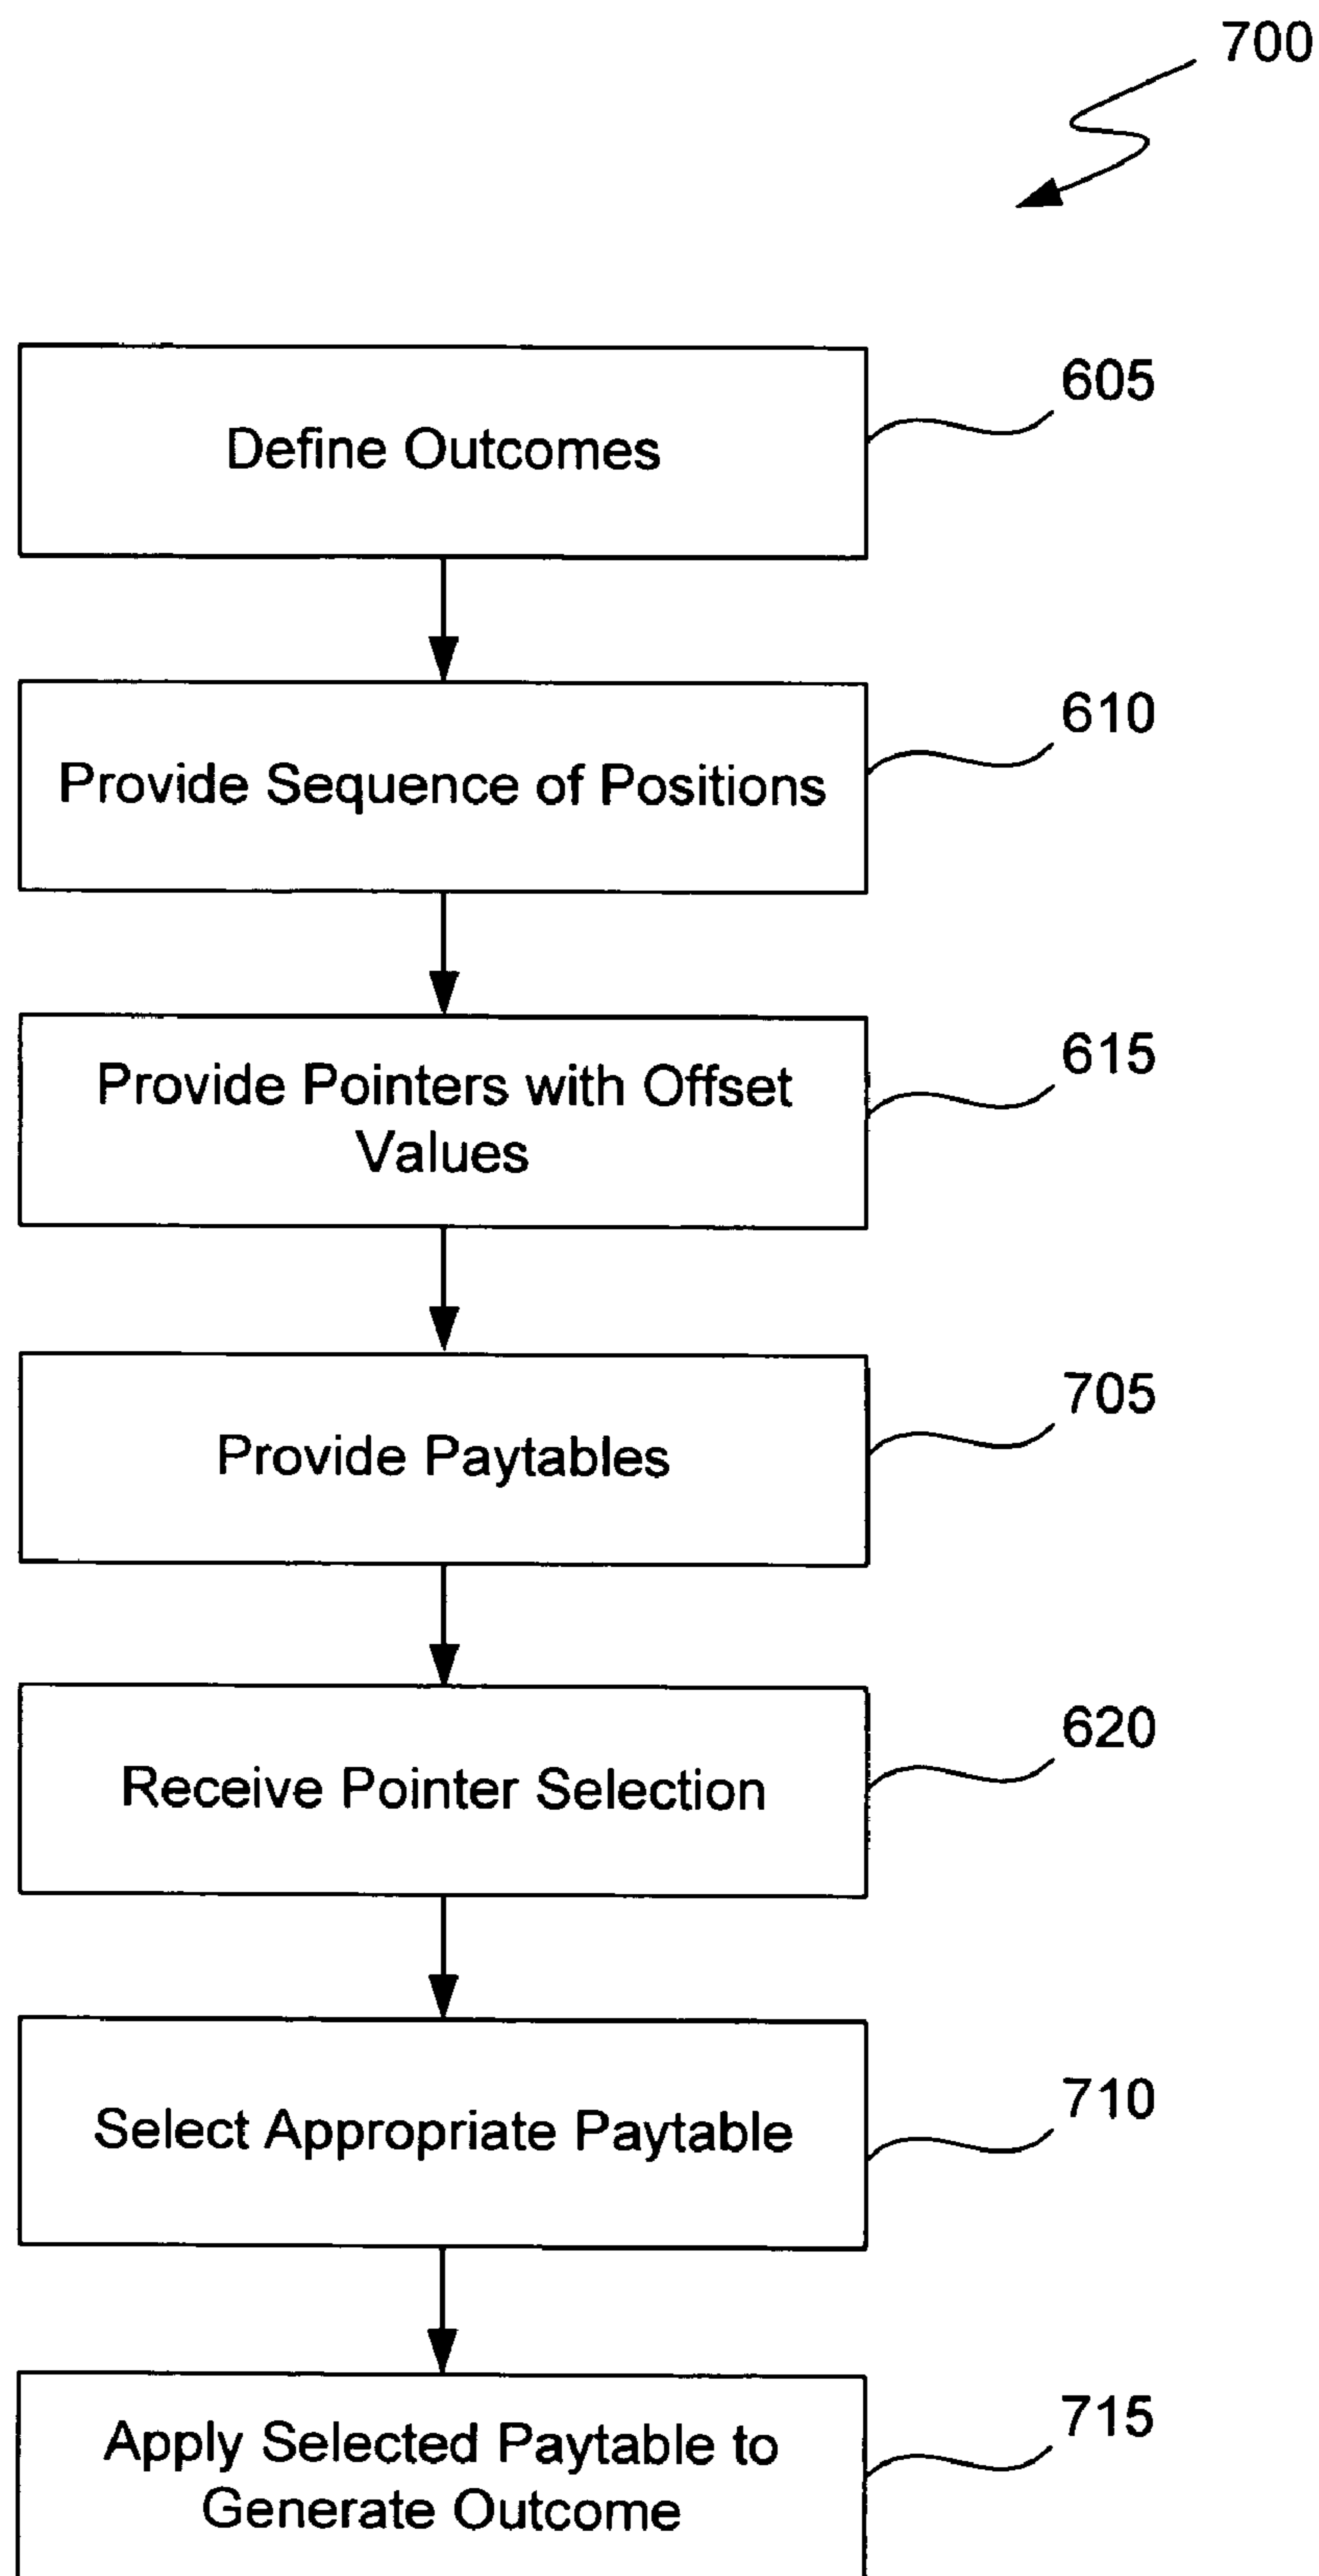 700
Define Outcomes
605
Provide Sequence of Positions
610
Provide Pointers with Offset
Values
615
Provide Paytables
705
Receive Pointer Selection
620
Select Appropriate Paytable
710
Apply Selected Paytable to
Generate Outcome
715